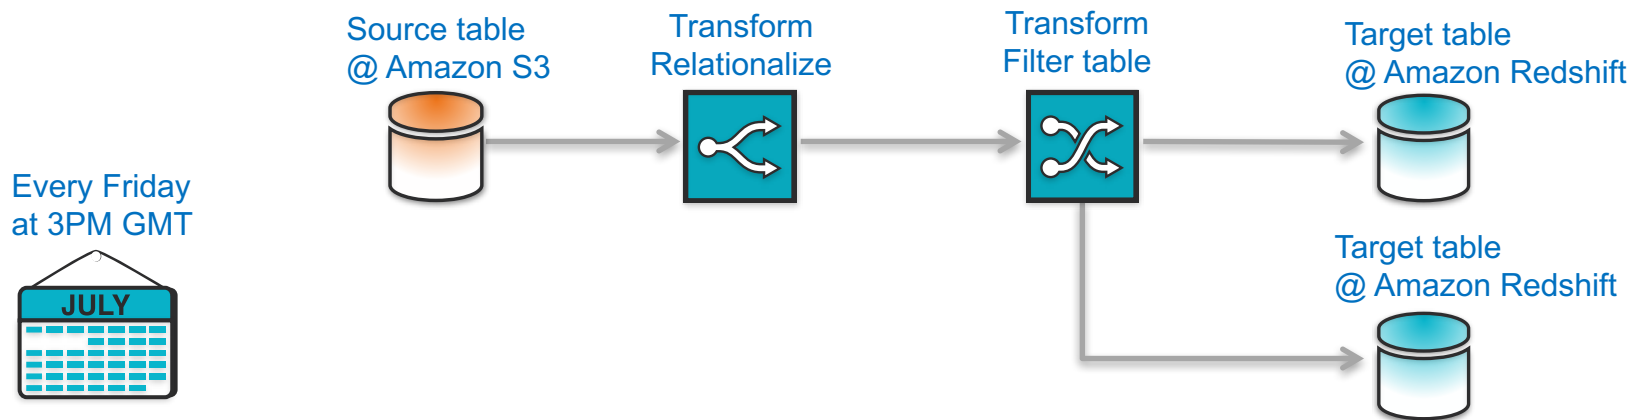 Source table
@ Amazon S3
Transform
Relationalize
Transform
Filter table
Target table
@ Amazon Redshift
Every Friday
at 3PM GMT
JULY
Target table
@ Amazon Redshift